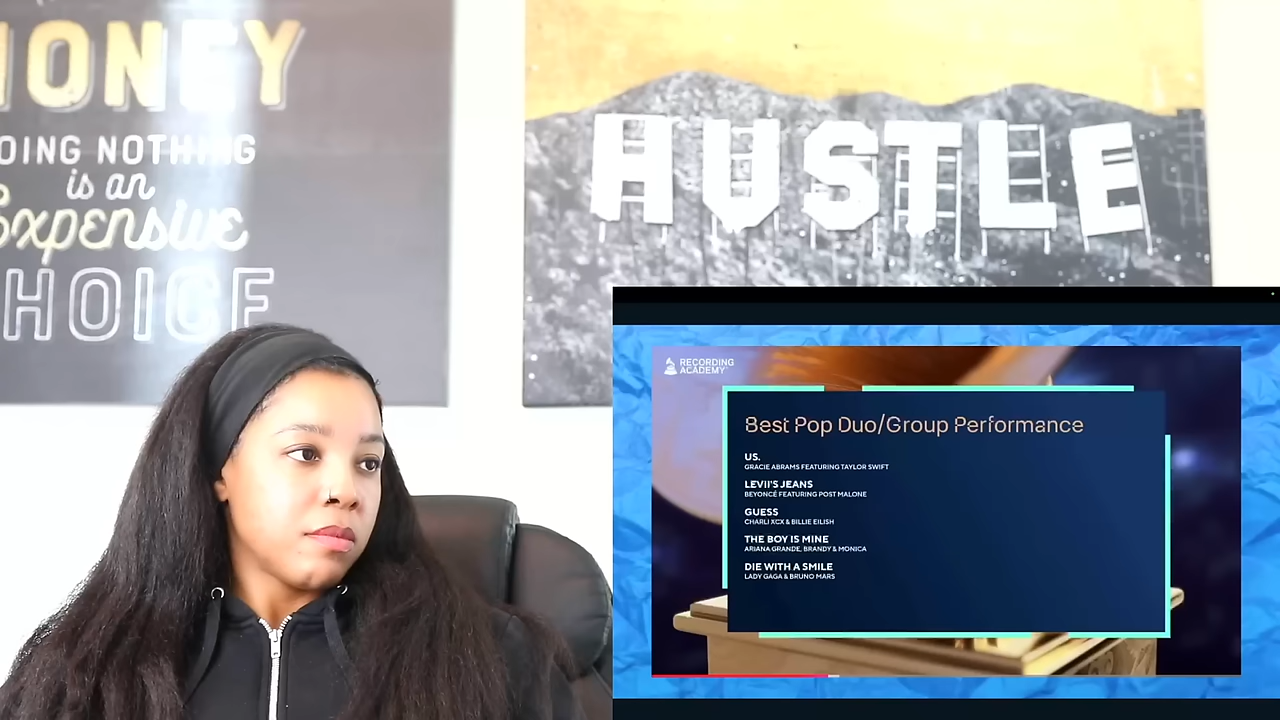 MONEY
DOING NOTHING
is an
Expensive
CHOICE
HUSTLE
RECORDING
ACADEMY
Best Pop Duo/Group Performance
US.
GRACIE ABRAMS FEATURING TAYLOR SWIFT
LEVII'S JEANS
BEYONCÉ FEATURING POST MALONE
GUESS
CHARLI XCX & BILLIE EILISH
THE BOY IS MINE
ARIANA GRANDE, BRANDY & MONICA
DIE WITH A SMILE
LADY GAGA & BRUNO MARS